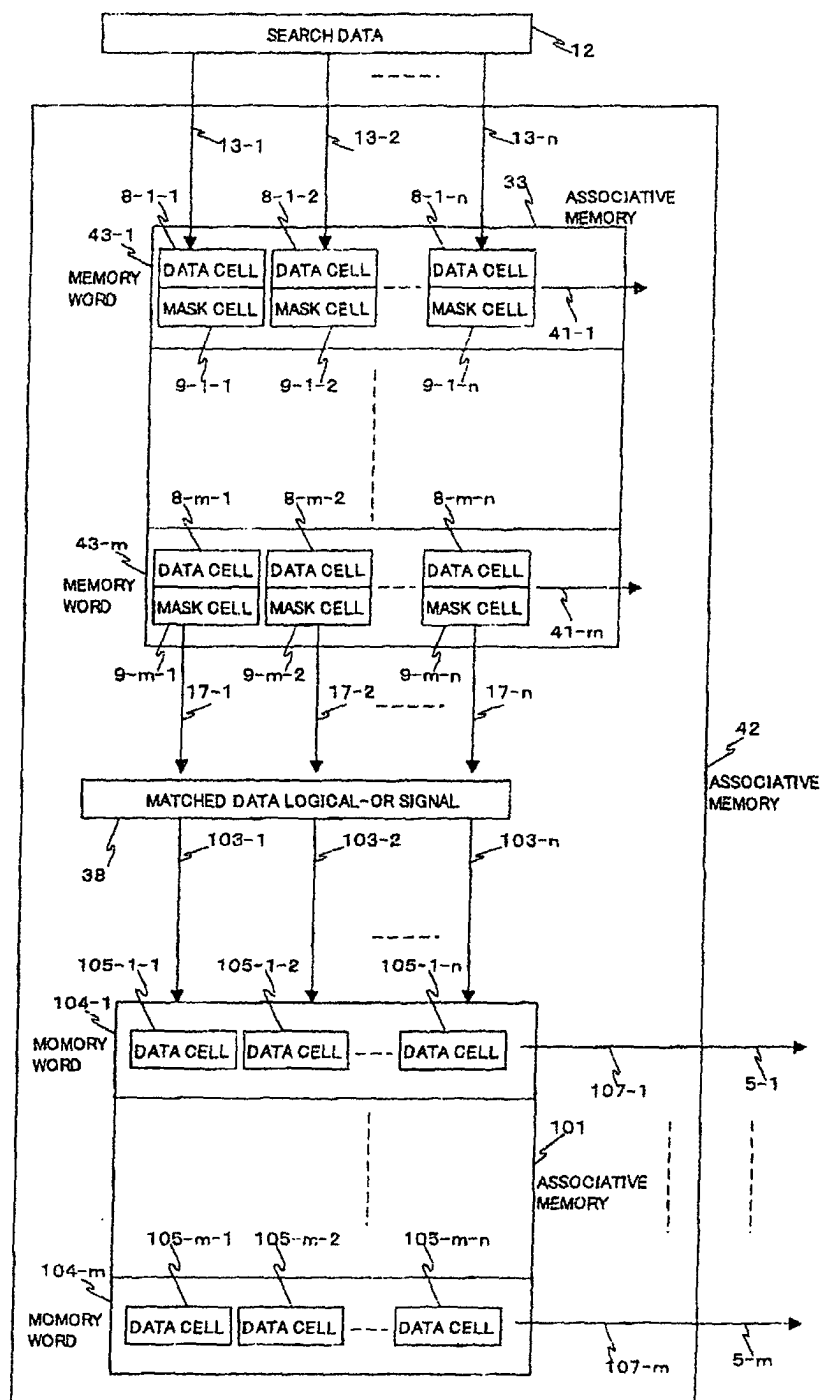 SEARCH DATA
12
13-1
13-2
13-n
33
ASSOCIATIVE
MEMORY
8-1-1
8-1-2
8-1-n
43-1
MEMORY
WORD
DATA CELL
DATA CELL
DATA CELL
MASK CELL
MASK CELL
MASK CELL
41-1
9-1-1
9-1-2
9-1-n
8-m-1
8-m-2
8-m-n
43-m
MEMORY
WORD
DATA CELL
DATA CELL
DATA CELL
MASK CELL
MASK CELL
MASK CELL
41-m
9-m-1
9-m-2
9-m-n
17-1
17-2
17-n
42
ASSOCIATIVE
MEMORY
MATCHED DATA LOGICAL-OR SIGNAL
38
103-1
103-2
103-n
105-1-1
105-1-2
105-1-n
104-1
MOMORY
WORD
DATA CELL
DATA CELL
DATA CELL
107-1
5-1
101
ASSOCIATIVE
MEMORY
105-m-1
105-m-2
105-m-n
104-m
MOMORY
WORD
DATA CELL
DATA CELL
DATA CELL
107-m
5-m